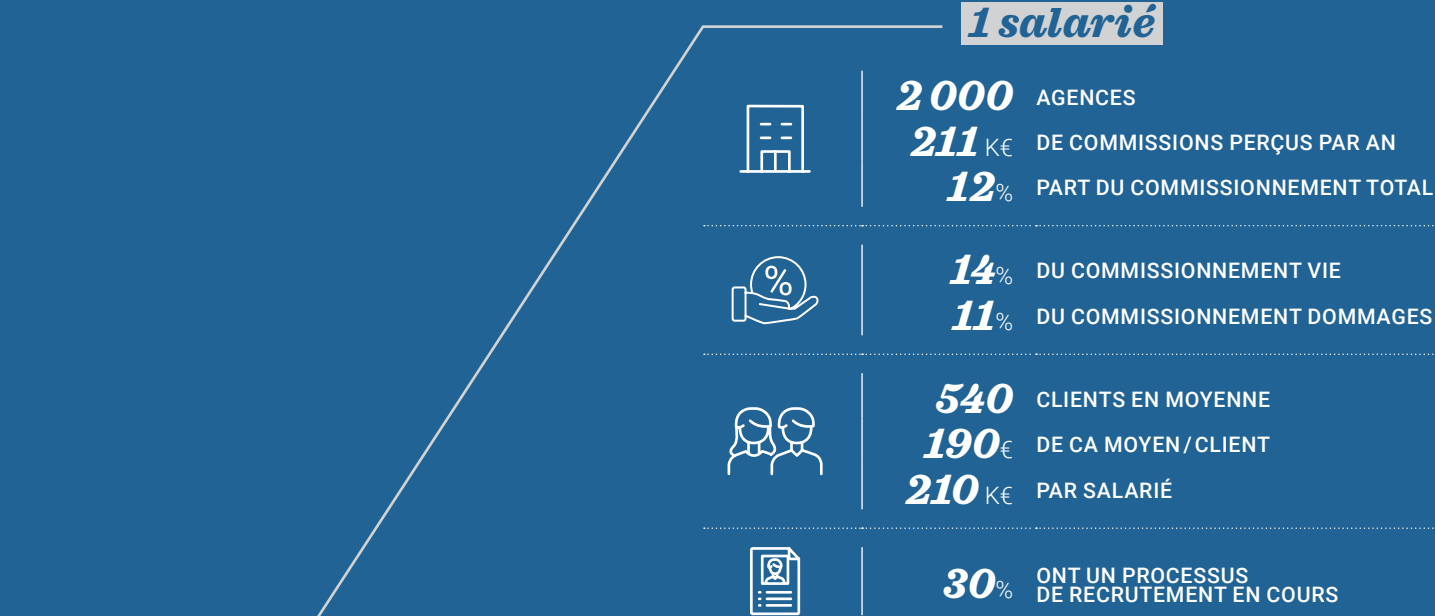 1 salarié
2 000 AGENCES
211 K€ DE COMMISSIONS PERÇUS PAR AN
12% PART DU COMMISSIONNEMENT TOTAL
% 14% DU COMMISSIONNEMENT VIE
11% DU COMMISSIONNEMENT DOMMAGES
540 CLIENTS EN MOYENNE
190€ DE CA MOYEN/CLIENT
210 K€ PAR SALARIÉ
30% ONT UN PROCESSUS
DE RECRUTEMENT EN COURS